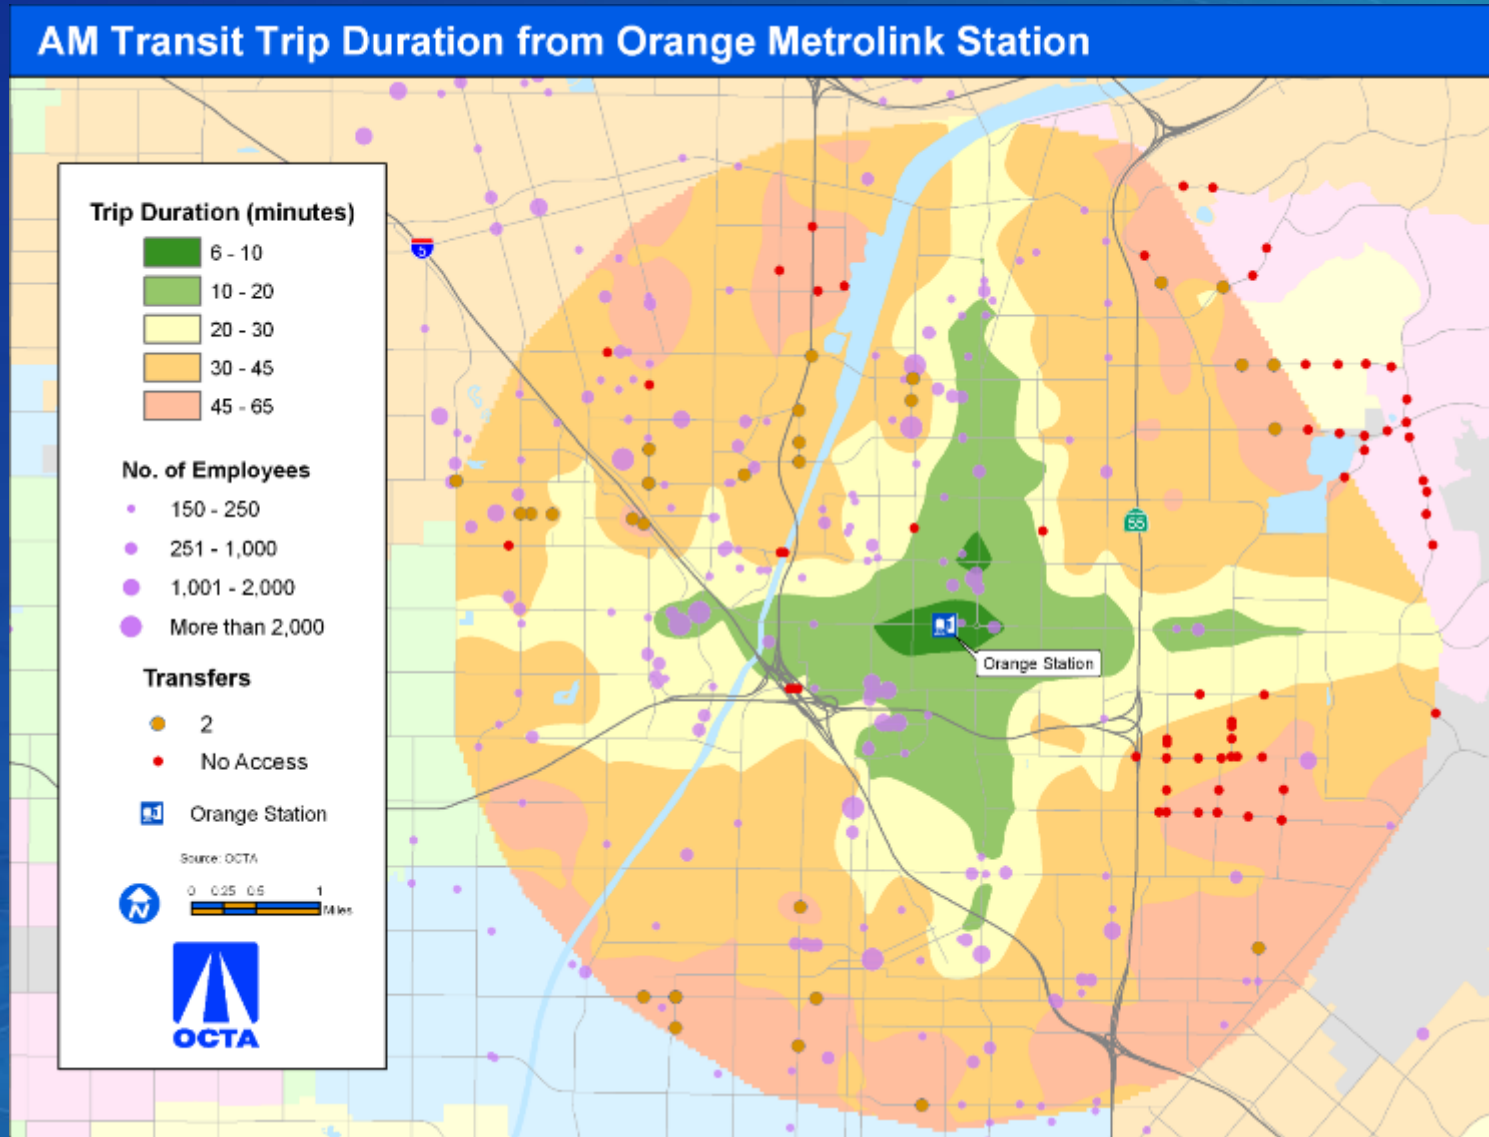 AM Transit Trip Duration from Orange Metrolink Station
Trip Duration (minutes)
6 - 10
10 - 20
20 - 30
30 - 45
45 - 65
No. of Employees
150 - 250
251 - 1,000
1,001 - 2,000
More than 2,000
Transfers
2
No Access
Orange Station
Source: OCTA
N
0 0.25 0.5 1
Miles
OCTA
5
55
Orange Station